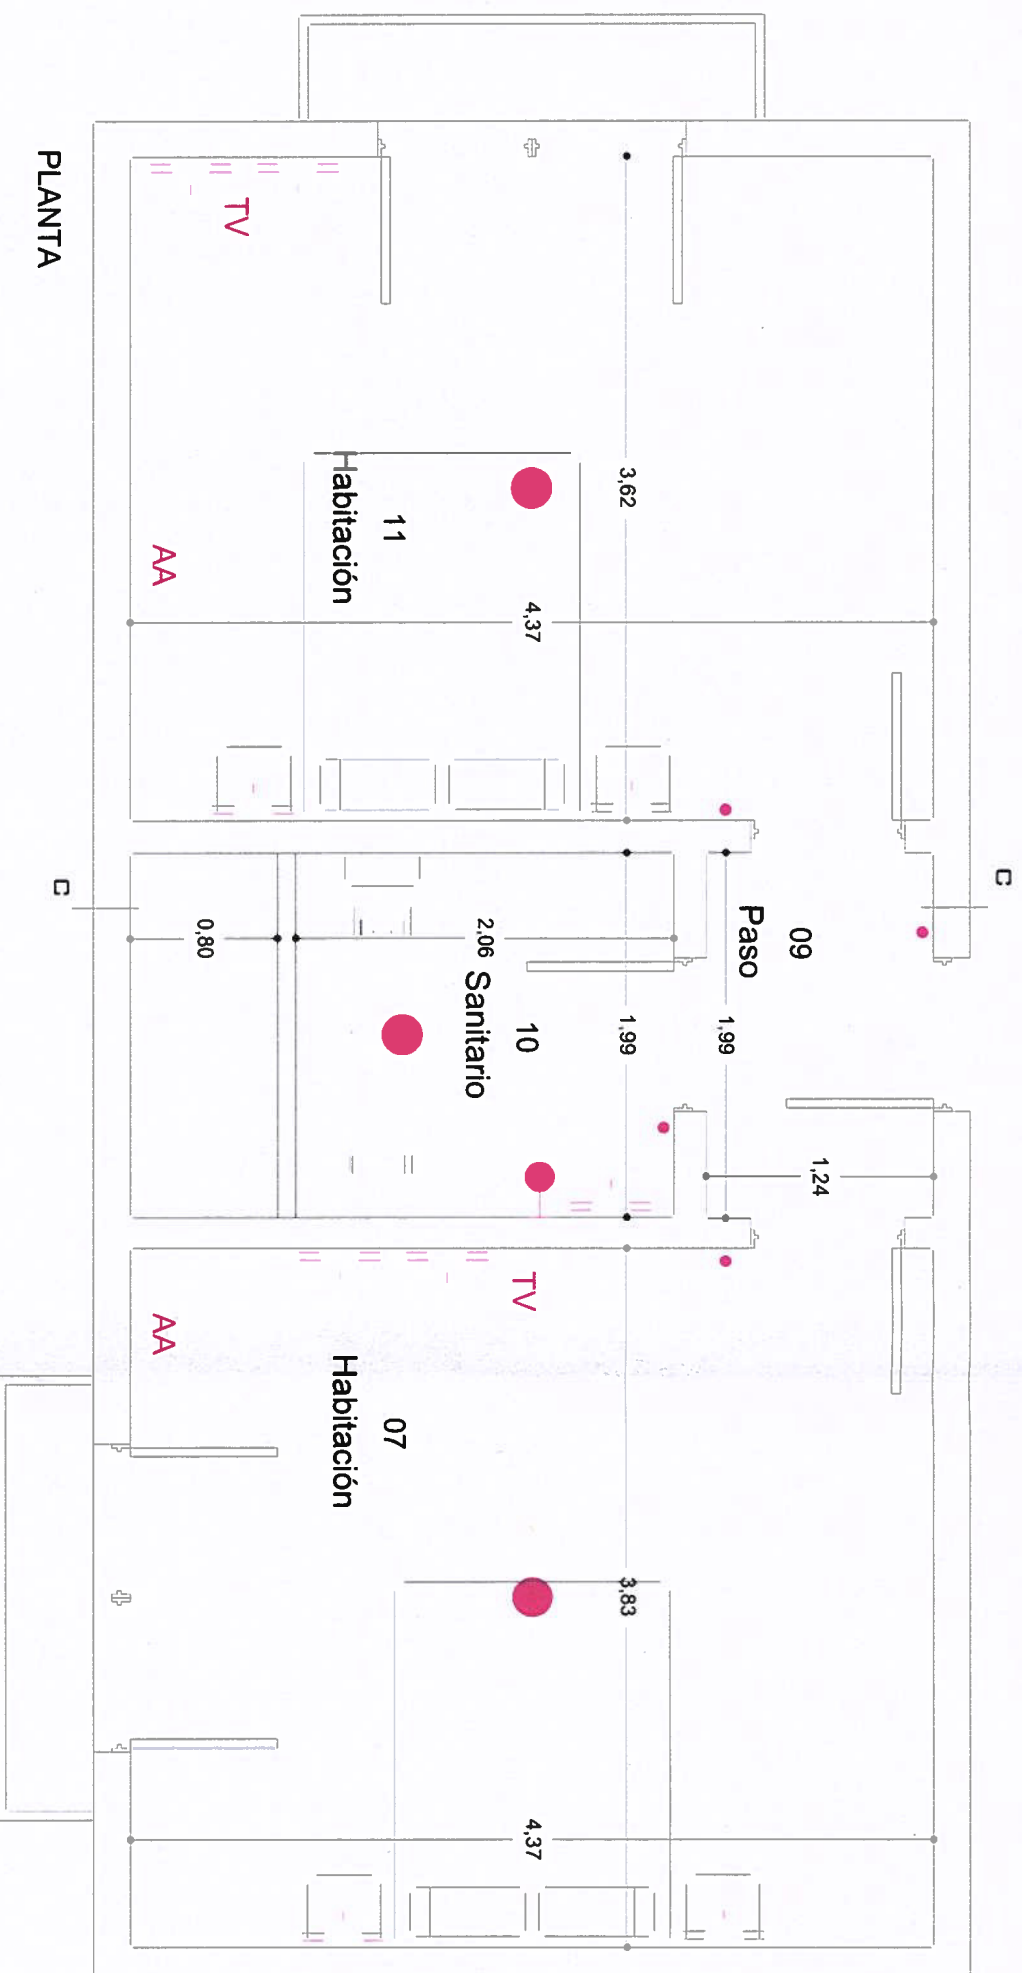 C
09
Paso
1,24
1,99
1,99
3,62
3,83
TV
10
Sanitario
2,06
4,37
4,37
11
Habitación
07
Habitación
TV
0,80
AA
AA
C
PLANTA